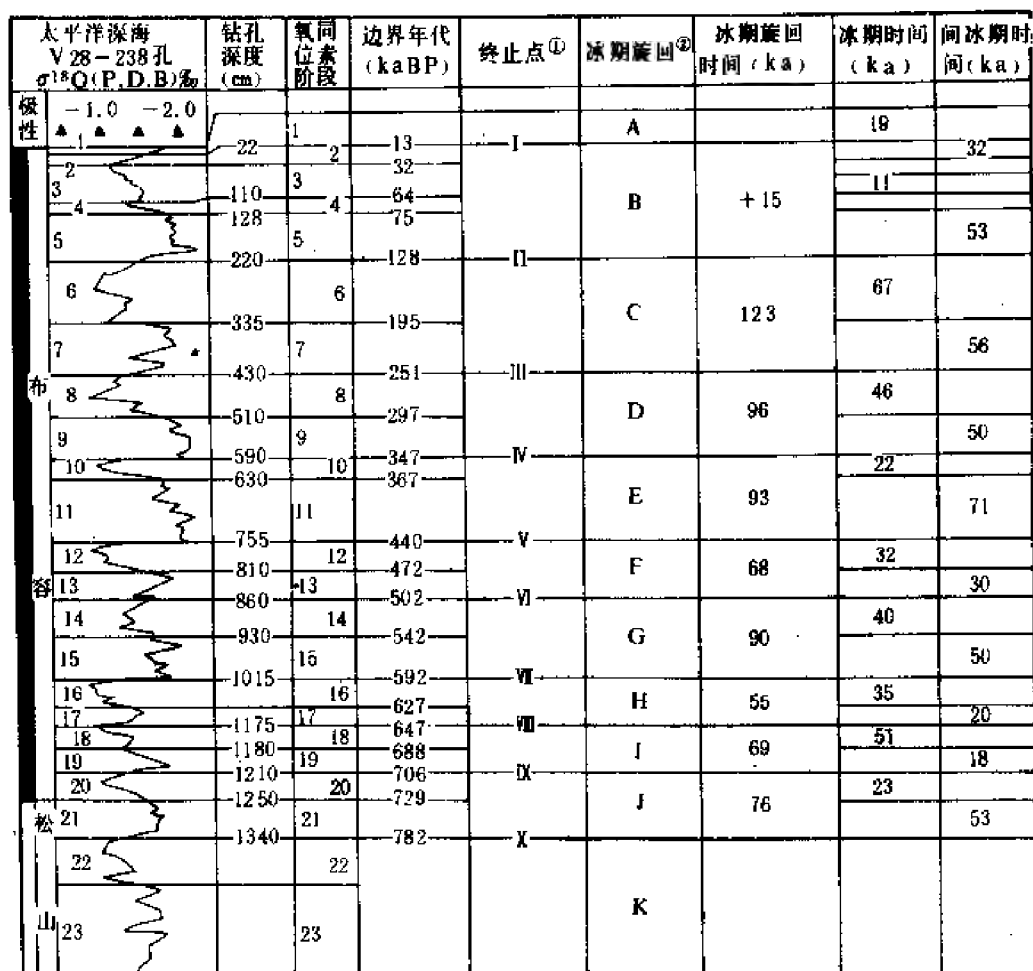 太平洋深海 V28-238孔 σ¹⁸Q(P.D.B)‰ 钻孔深度(cm) 氧同位素阶段 边界年代(kaBP) 终止点① 冰期旋回② 冰期旋回时间(ka) 冰期时间(ka) 间冰期时间(ka)
极性 -1.0 -2.0
1 A 19
1 22 2 13 I 32
2 32
3 3 11
110 64
4 4 B +15
128 75
5 5 53
220 128 II
6 6 C 123 67
335 195
7 7 56
430 251 III
布 8 8 46
510 297 D 96
9 9 50
590 347 IV
10 10 22
630 367
11 11 E 93 71
755 440 V
12 12 32
810 472 F 68
容 13 13 30
860 502 VI
14 14 40
930 542 G 90
15 15 50
1015 592 VII
16 16 35
627 H 55
17 17 20
1175 647 VIII
18 18 51
1180 688 I 69
19 19 18
1210 706 IX
20 20 23
1250 729 J 76
松 21 21 53
1340 782 X
22 22
K
山 23 23